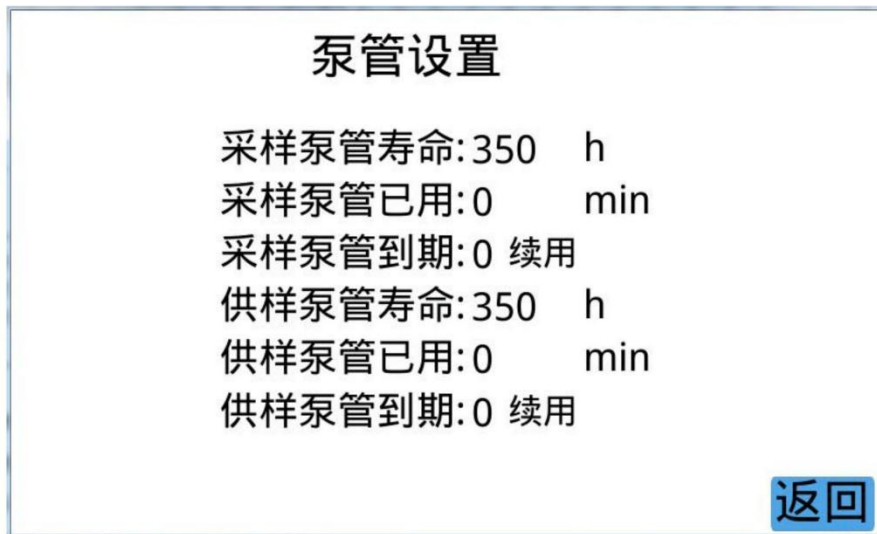 泵管设置
采样泵管寿命: 350 h
采样泵管已用: 0 min
采样泵管到期: 0 续用
供样泵管寿命: 350 h
供样泵管已用: 0 min
供样泵管到期: 0 续用
返回